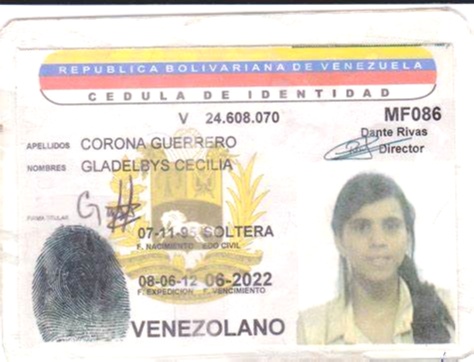 REPUBLICA BOLIVARIANA DE VENEZUELA
CEDULA DE IDENTIDAD
V 24.608.070 MF086
Dante Rivas
Director
APELLIDOS CORONA GUERRERO
NOMBRES GLADELBYS CECILIA
FIRMA TITULAR
07-11-95 SOLTERA
F. NACIMIENTO EDO CIVIL
08-06-12 06-2022
F. EXPEDICION F. VENCIMIENTO
VENEZOLANO